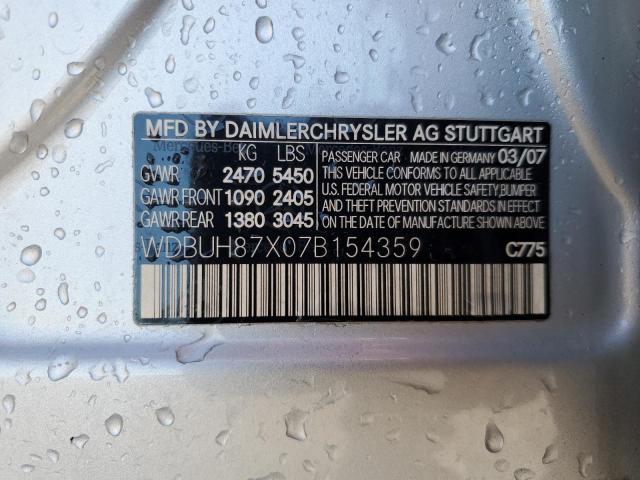 MFD BY DAIMLERCHRYSLER AG STUTTGART
KG LBS
GVWR 2470 5450
GAWR FRONT 1090 2405
GAWR REAR 1380 3045
PASSENGER CAR MADE IN GERMANY 03/07
THIS VEHICLE CONFORMS TO ALL APPLICABLE
U.S. FEDERAL MOTOR VEHICLE SAFETY,BUMPER
AND THEFT PREVENTION STANDARDS IN EFFECT
ON THE DATE OF MANUFACTURE SHOWN ABOVE.
WDBUH87X07B154359
C775